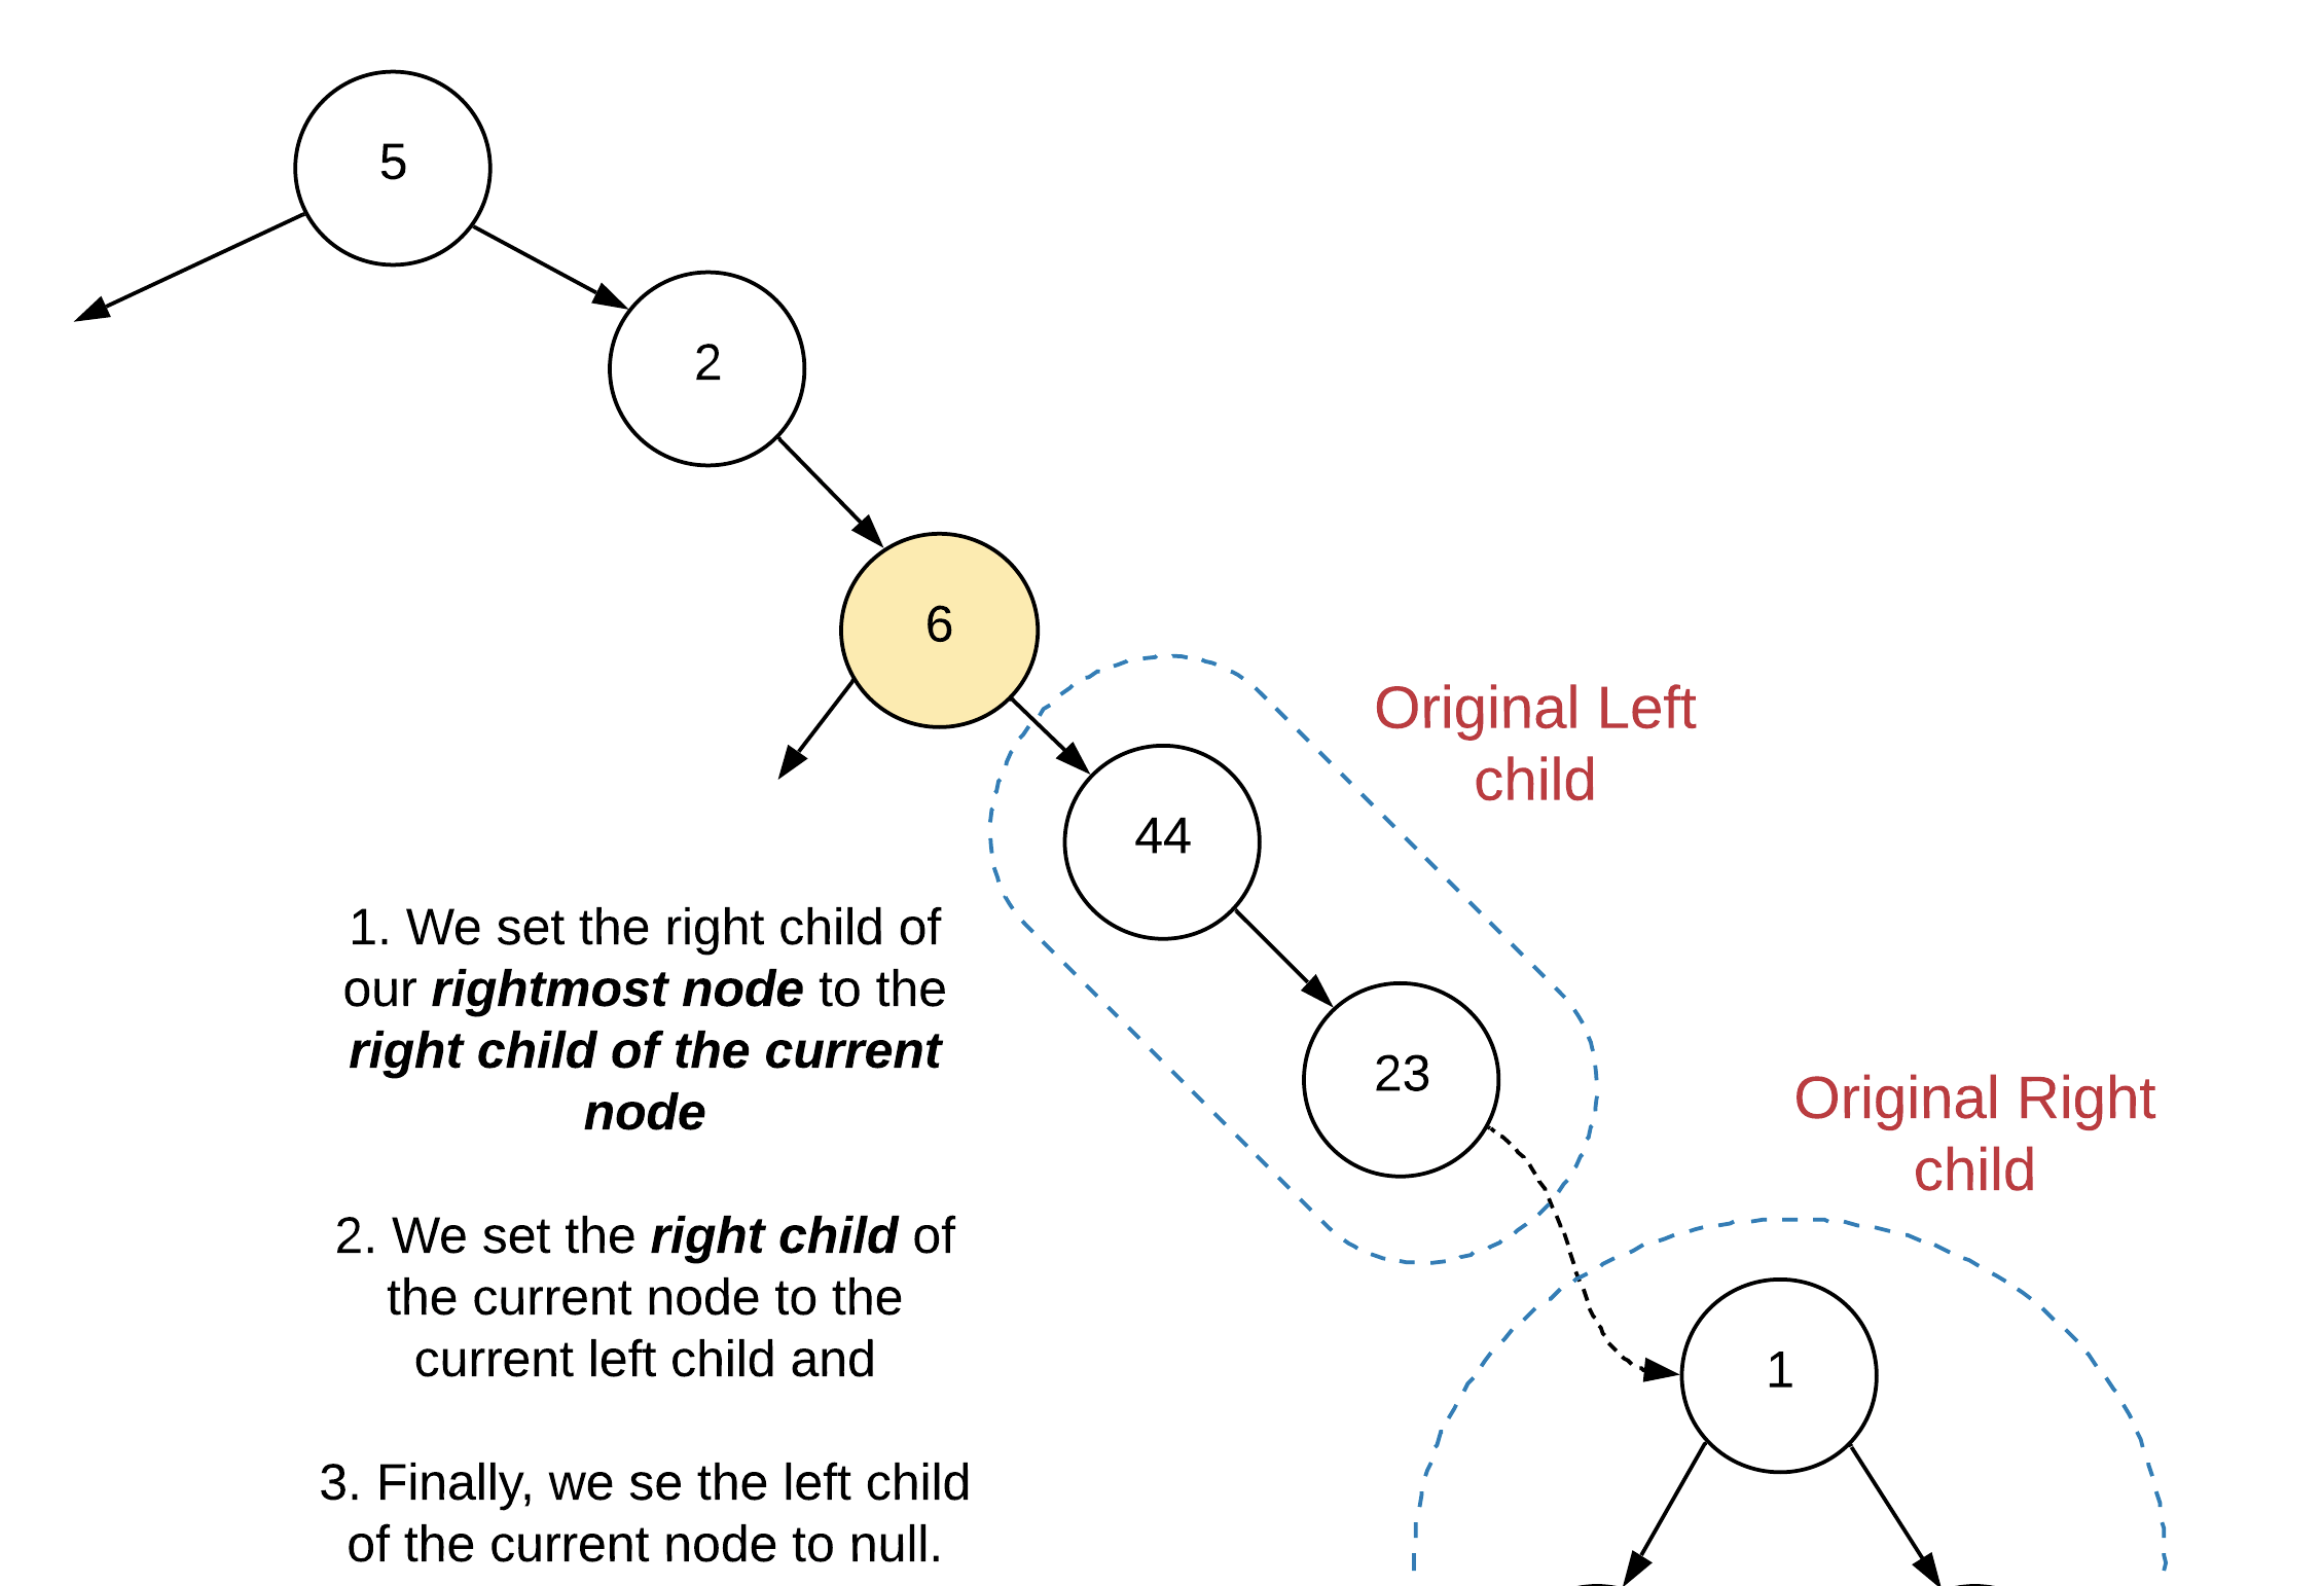 5
2
6
Original Left
child
44
1. We set the right child of
our rightmost node to the
right child of the current
node
23
Original Right
child
2. We set the right child of
the current node to the
current left child and
1
3. Finally, we se the left child
of the current node to null.